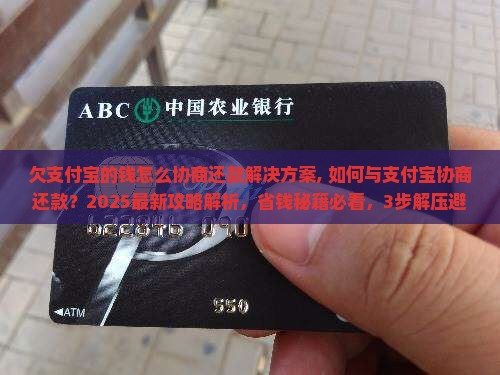 ABC 中国农业银行
欠支付宝的钱怎么协商还款解决方案, 如何与支付宝协商
还款？2025最新攻略解析，省钱秘籍必看，3步解压避
622846 090
ATM
550